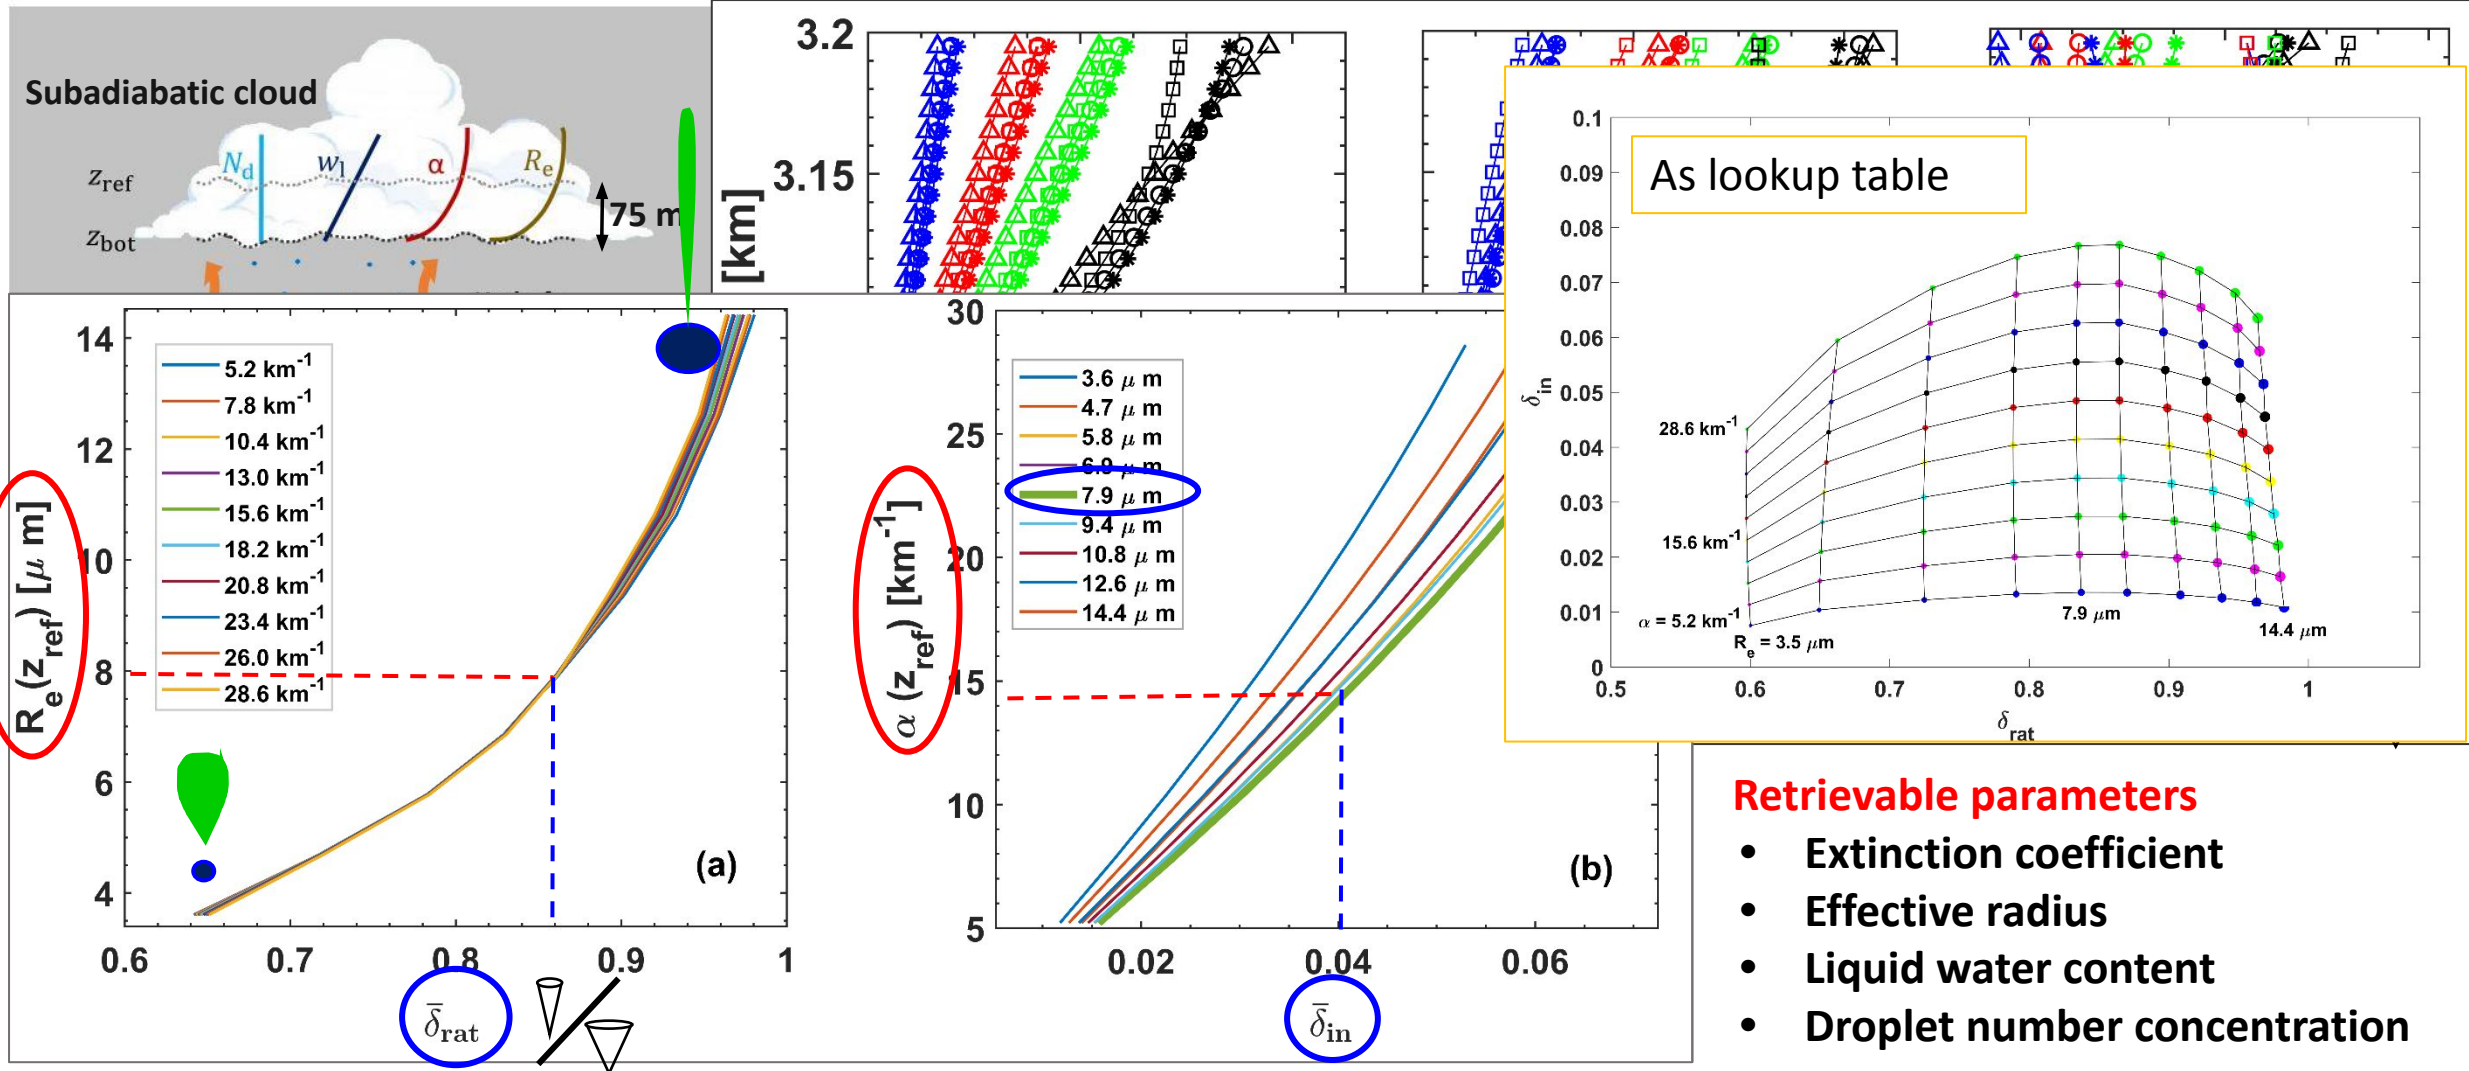 Subadiabatic cloud
N_d
w_l
α
R_e
z_ref
z_bot
75 m
3.2
3.15
[km]
14
12
10
8
6
4
R_e (z_ref) [μ m]
5.2 km^-1
7.8 km^-1
10.4 km^-1
13.0 km^-1
15.6 km^-1
18.2 km^-1
20.8 km^-1
23.4 km^-1
26.0 km^-1
28.6 km^-1
(a)
0.6
0.7
0.8
0.9
1
δ̄_rat
30
25
20
15
10
5
α (z_ref) [km^-1]
3.6 μ m
4.7 μ m
5.8 μ m
6.9 μ m
7.9 μ m
9.4 μ m
10.8 μ m
12.6 μ m
14.4 μ m
(b)
0.02
0.04
0.06
δ̄_in
As lookup table
0.1
0.09
0.08
0.07
0.06
0.05
0.04
0.03
0.02
0.01
0
δ_in
28.6 km^-1
15.6 km^-1
α = 5.2 km^-1
R_e = 3.5 μm
7.9 μm
14.4 μm
0.5
0.6
0.7
0.8
0.9
1
δ_rat
Retrievable parameters
• Extinction coefficient
• Effective radius
• Liquid water content
• Droplet number concentration